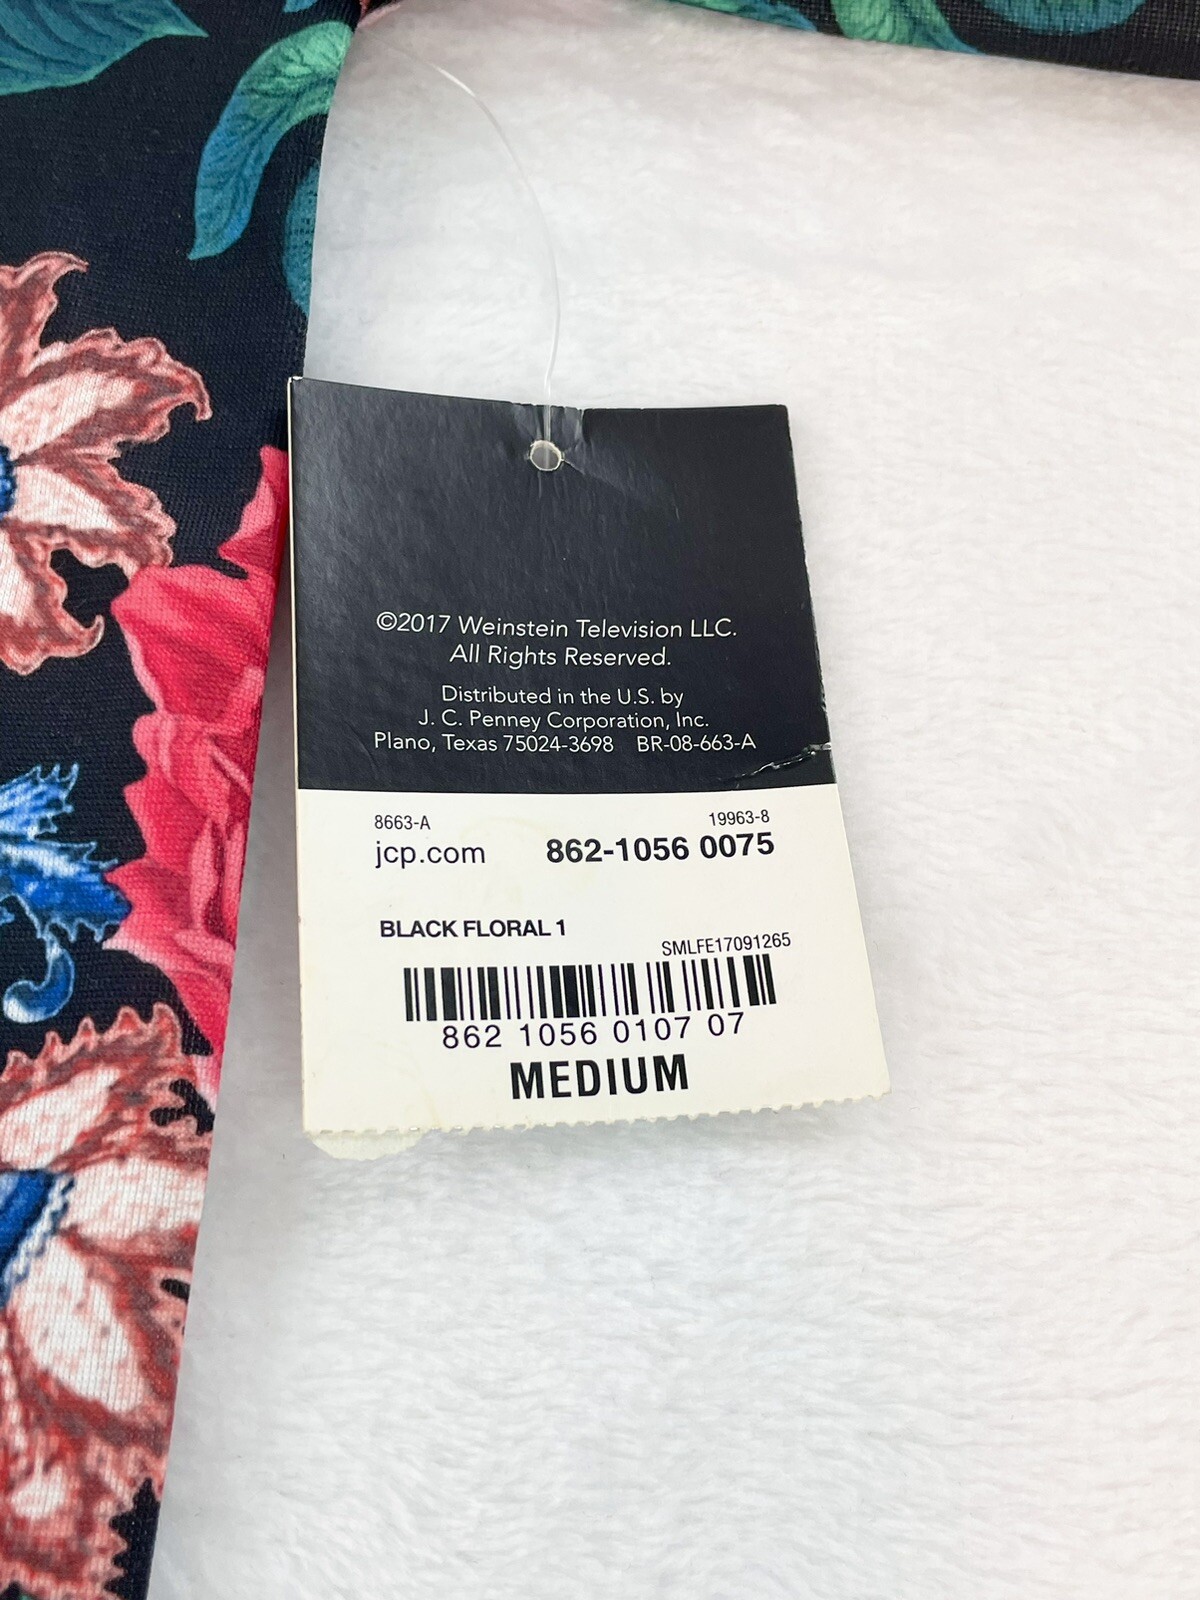 ©2017 Weinstein Television LLC.
All Rights Reserved.
Distributed in the U.S. by
J. C. Penney Corporation, Inc.
Plano, Texas 75024-3698 BR-08-663-A
8663-A 19963-8
jcp.com 862-1056 0075
BLACK FLORAL 1
SMLFE17091265
862 1056 0107 07
MEDIUM